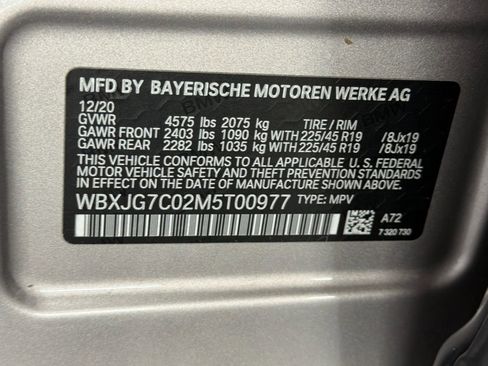 MFD BY BAYERISCHE MOTOREN WERKE AG
12/20
GVWR 4575 lbs 2075 kg TIRE / RIM
GAWR FRONT 2403 lbs 1090 kg WITH 225/45 R19 /8Jx19
GAWR REAR 2282 lbs 1035 kg WITH 225/45 R19 /8Jx19
THIS VEHICLE CONFORMS TO ALL APPLICABLE U. S. FEDERAL
MOTOR VEHICLE SAFETY, BUMPER, AND THEFT PREVENTION
STANDARDS IN EFFECT ON THE DATE OF MANUFACTURE SHOWN ABOVE.
WBXJG7C02M5T00977 TYPE: MPV
A72
7 320 730